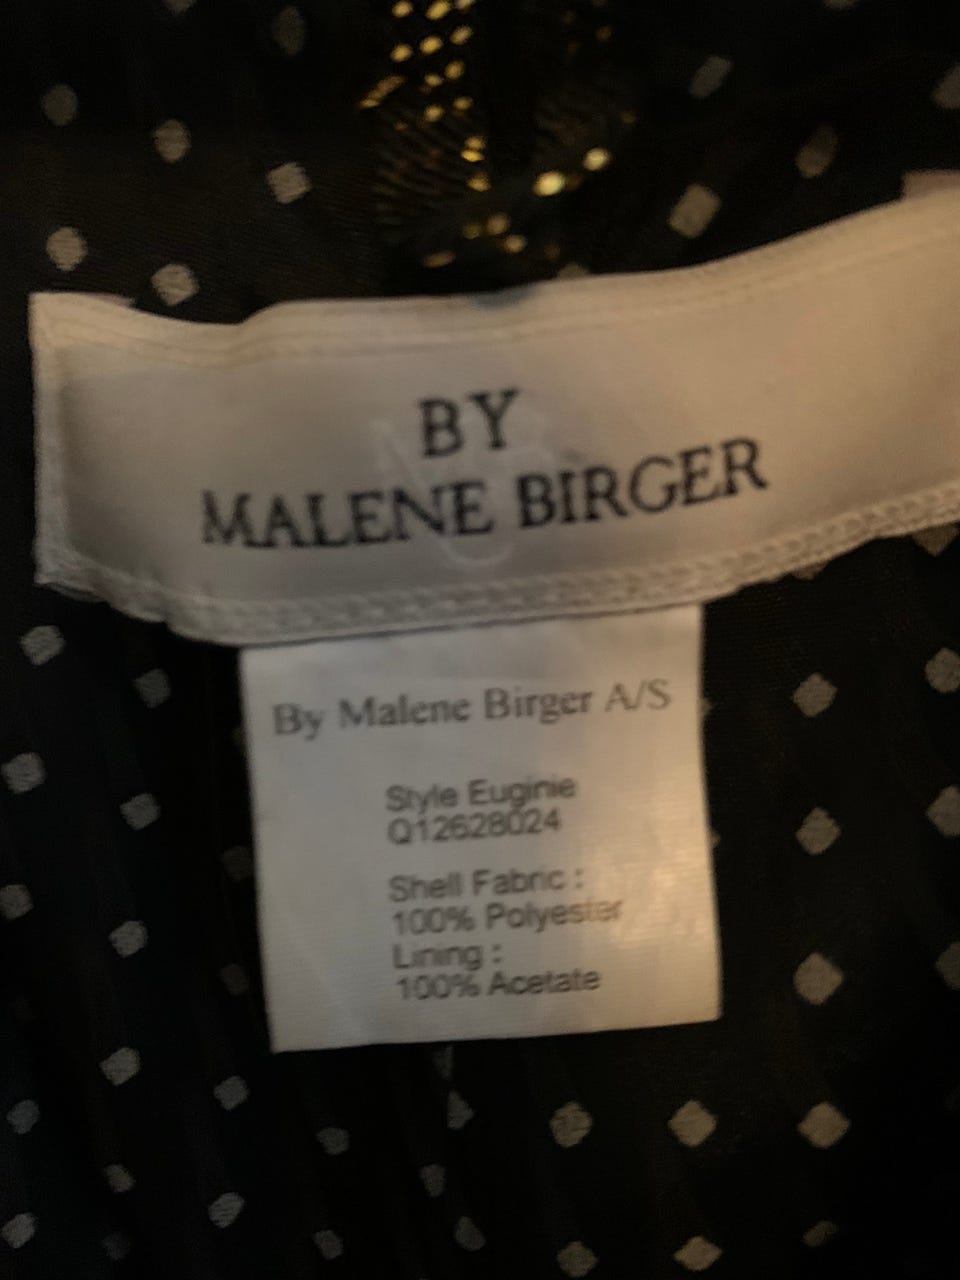 BY
MALENE BIRGER
By Malene Birger A/S
Style Euginie
Q12628024
Shell Fabric :
100% Polyester
Lining :
100% Acetate